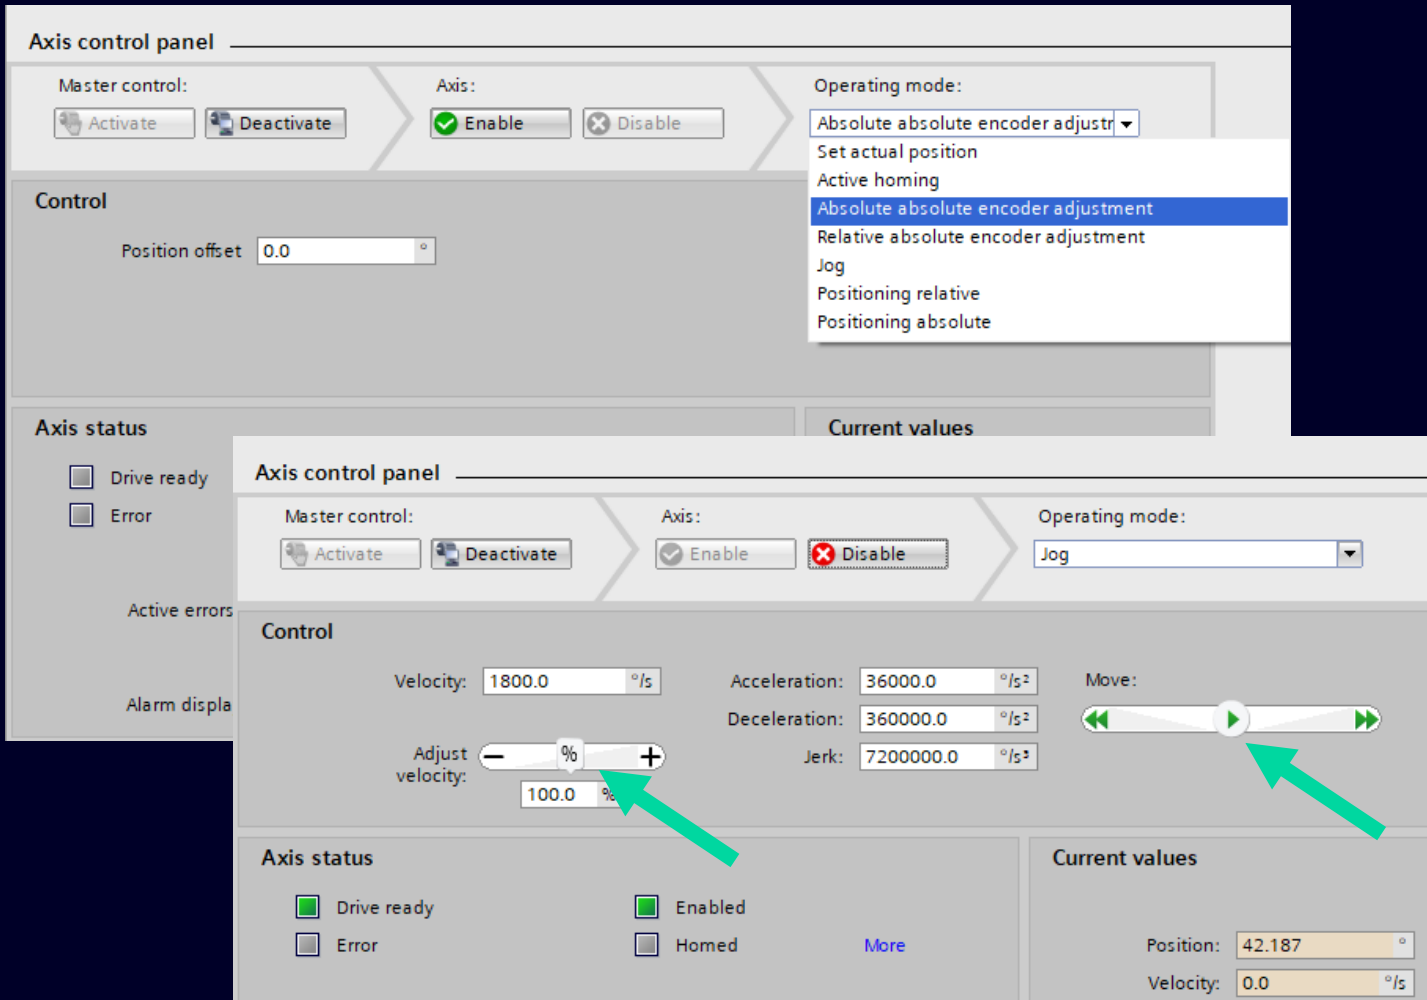 Axis control panel
Master control:
Axis:
Operating mode:
Activate
Deactivate
Enable
Disable
Absolute absolute encoder adjustr
Set actual position
Active homing
Absolute absolute encoder adjustment
Relative absolute encoder adjustment
Jog
Positioning relative
Positioning absolute
Control
Position offset 0.0 °
Axis status
Current values
Drive ready
Error
Active errors
Alarm displa
Axis control panel
Master control:
Axis:
Operating mode:
Activate
Deactivate
Enable
Disable
Jog
Control
Velocity: 1800.0 °/s
Adjust
velocity:
%
100.0 %
Acceleration: 36000.0 °/s²
Deceleration: 360000.0 °/s²
Jerk: 7200000.0 °/s³
Move:
Axis status
Drive ready
Enabled
Error
Homed
More
Current values
Position: 42.187 °
Velocity: 0.0 °/s